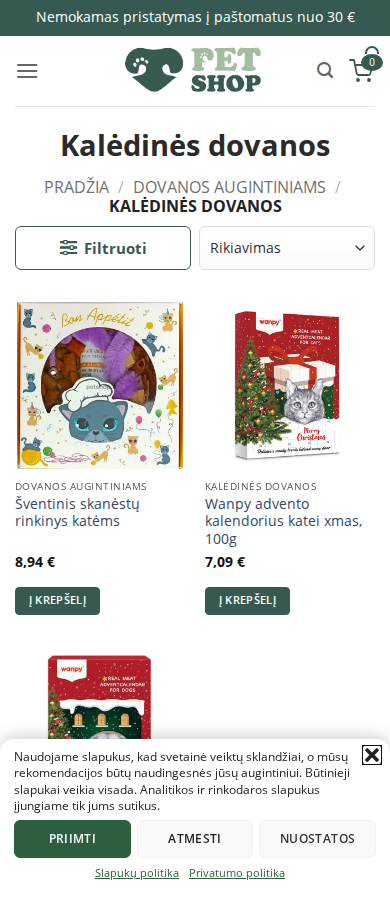 Nemokamas pristatymas į paštomatus nuo 30 €
PET
SHOP
0
Kalėdinės dovanos
PRADŽIA / DOVANOS AUGINTINIAMS /
KALĖDINĖS DOVANOS
Filtruoti
Rikiavimas
Bon Appétit
petshop
wanpy
REAL MEAT
ADVENTCALENDAR
FOR CATS
Merry
Christmas
DOVANOS AUGINTINIAMS
Šventinis skanėstų
rinkinys katėms
8,94 €
Į KREPŠELĮ
KALĖDINĖS DOVANOS
Wanpy advento
kalendorius katei xmas,
100g
7,09 €
Į KREPŠELĮ
wanpy
REAL MEAT
ADVENTCALENDAR
FOR DOGS
Naudojame slapukus, kad svetainė veiktų sklandžiai, o mūsų
rekomendacijos būtų naudingesnės jūsų augintiniui. Būtinieji
slapukai veikia visada. Analitikos ir rinkodaros slapukus
įjungiame tik jums sutikus.
PRIIMTI
ATMESTI
NUOSTATOS
Slapukų politika
Privatumo politika